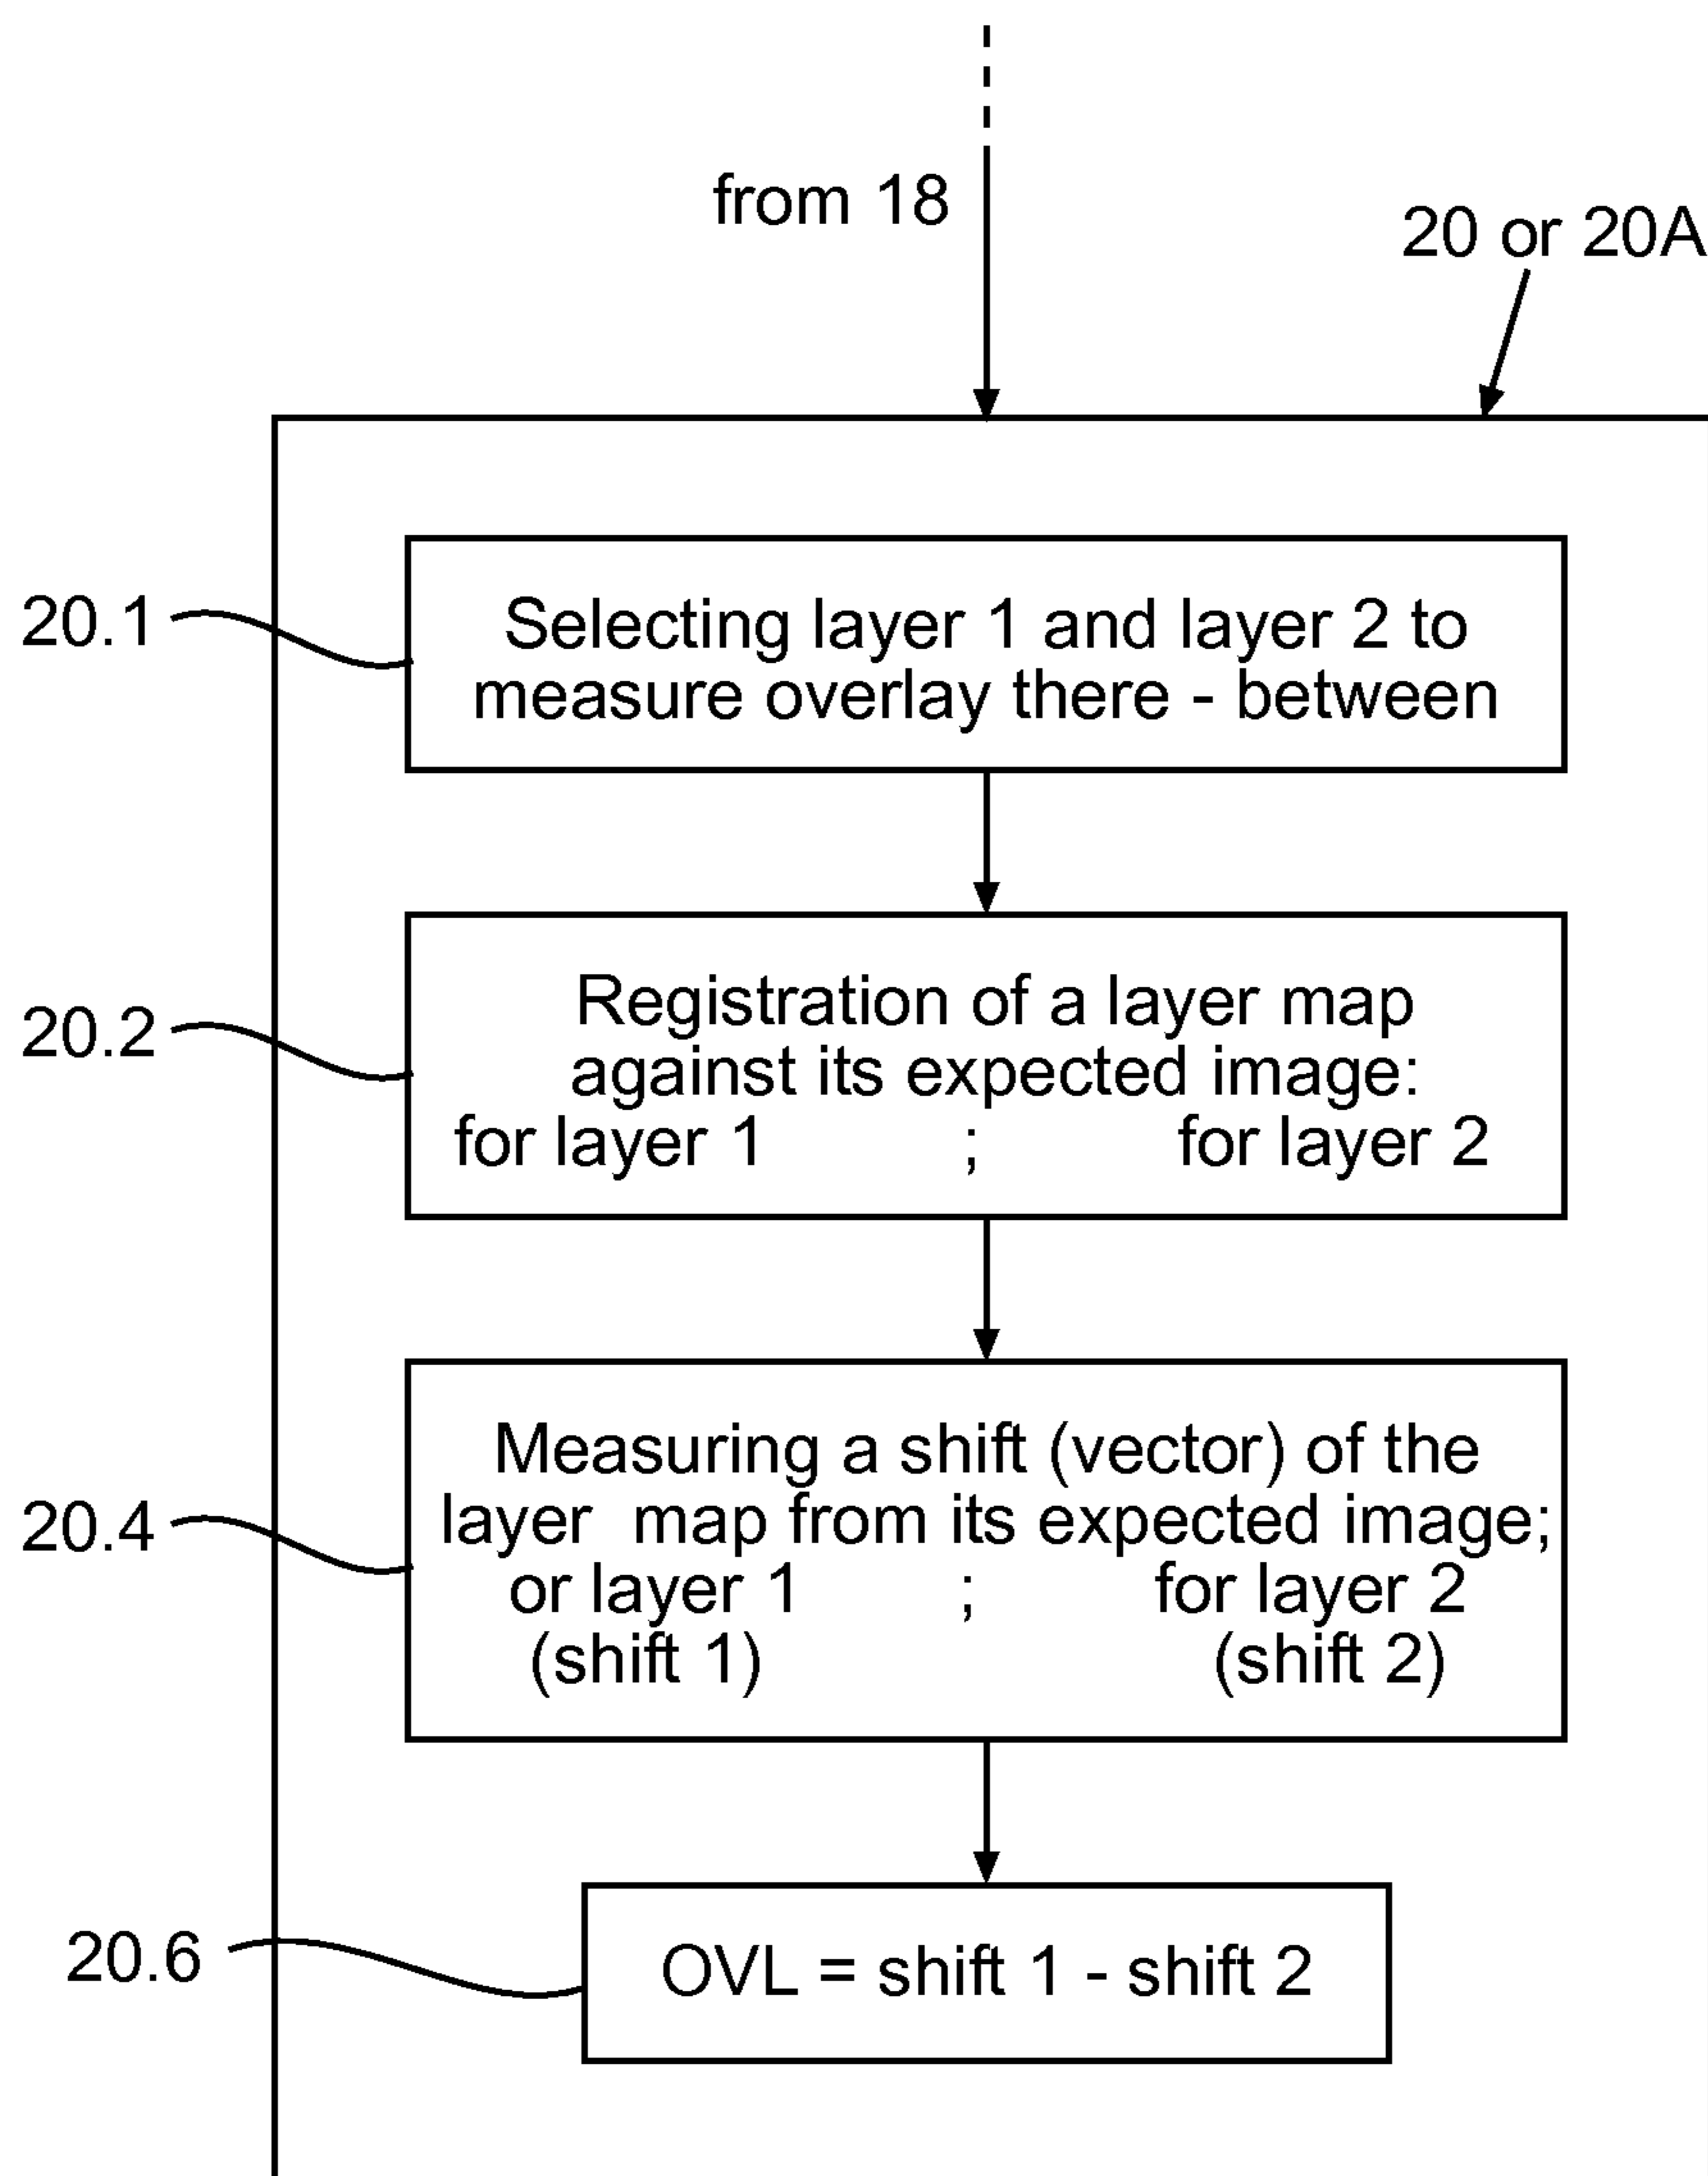 from 18
20 or 20A
20.1
Selecting layer 1 and layer 2 to
measure overlay there - between
20.2
Registration of a layer map
against its expected image:
for layer 1 ; for layer 2
20.4
Measuring a shift (vector) of the
layer map from its expected image;
or layer 1 ; for layer 2
(shift 1) (shift 2)
20.6
OVL = shift 1 - shift 2